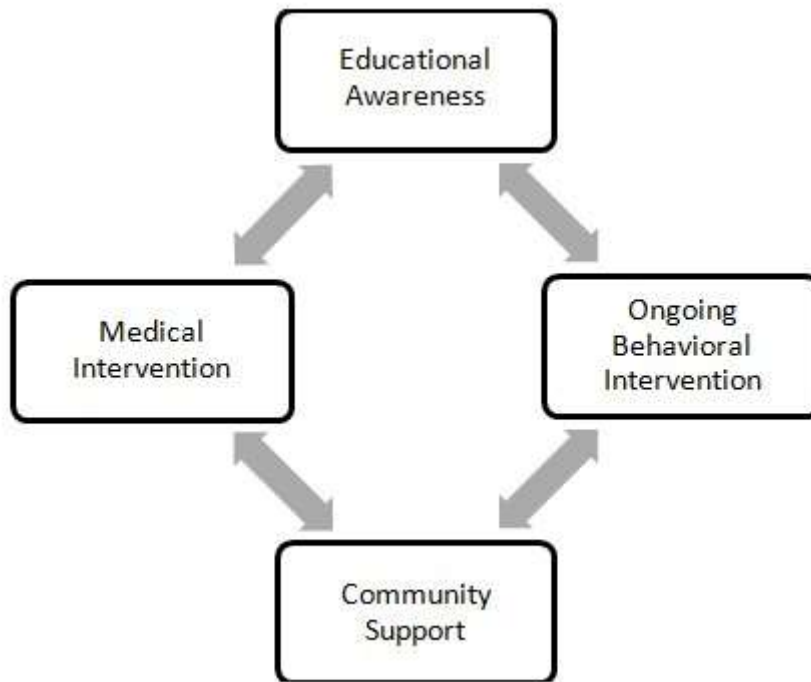 Educational
Awareness
Medical
Intervention
Ongoing
Behavioral
Intervention
Community
Support